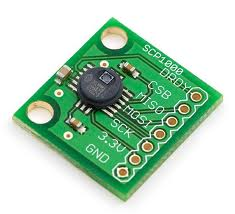 SCP1000
DRDY
CSB
MISO
MOSI
SCK
3.3V
GND